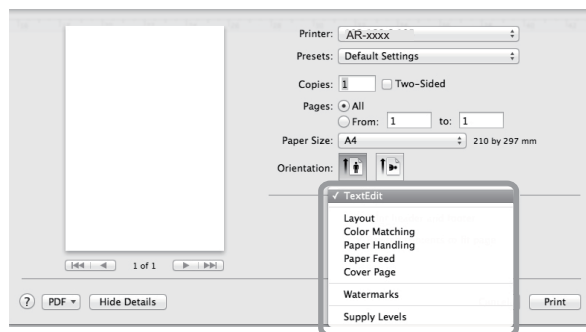 Printer: AR-xxxx
Presets: Default Settings
Copies: 1 Two-Sided
Pages: All
From: 1 to: 1
Paper Size: A4 210 by 297 mm
Orientation:
✓ TextEdit
Layout
Color Matching
Paper Handling
Paper Feed
Cover Page
Watermarks
Supply Levels
1 of 1
? PDF Hide Details Print